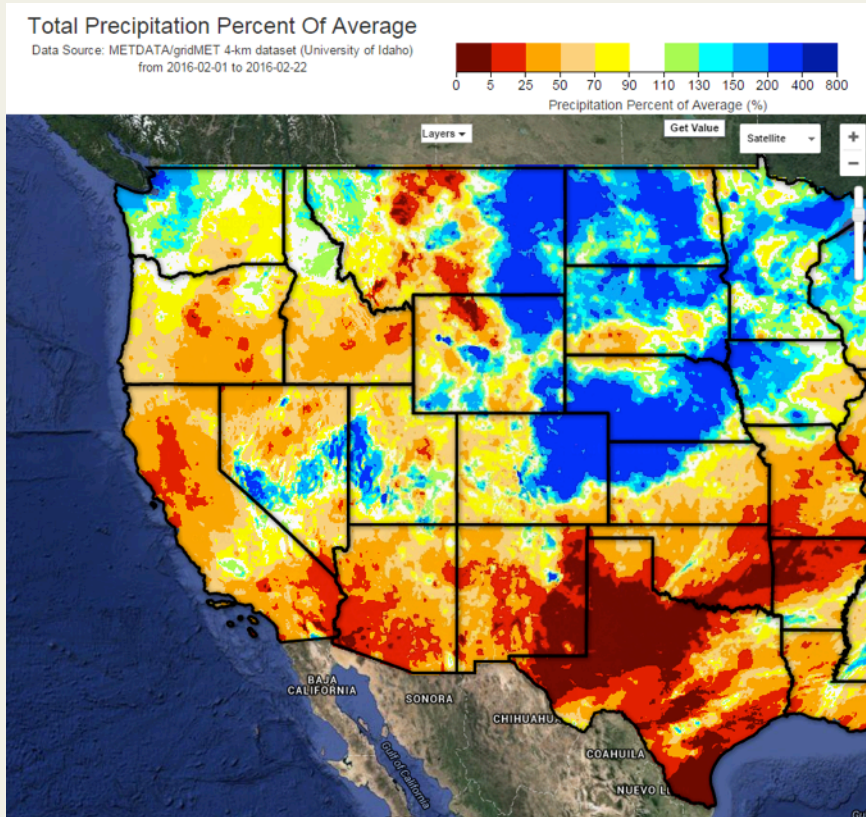 Total Precipitation Percent Of Average
Data Source: METDATA/gridMET 4-km dataset (University of Idaho)
from 2016-02-01 to 2016-02-22
0 5 25 50 70 90 110 130 150 200 400 800
Precipitation Percent of Average (%)
Layers
Get Value
Satellite
+
−
BAJA
CALIFORNIA
SONORA
CHIHUAHUA
COAHUILA
Gulf of California
NUEVO L